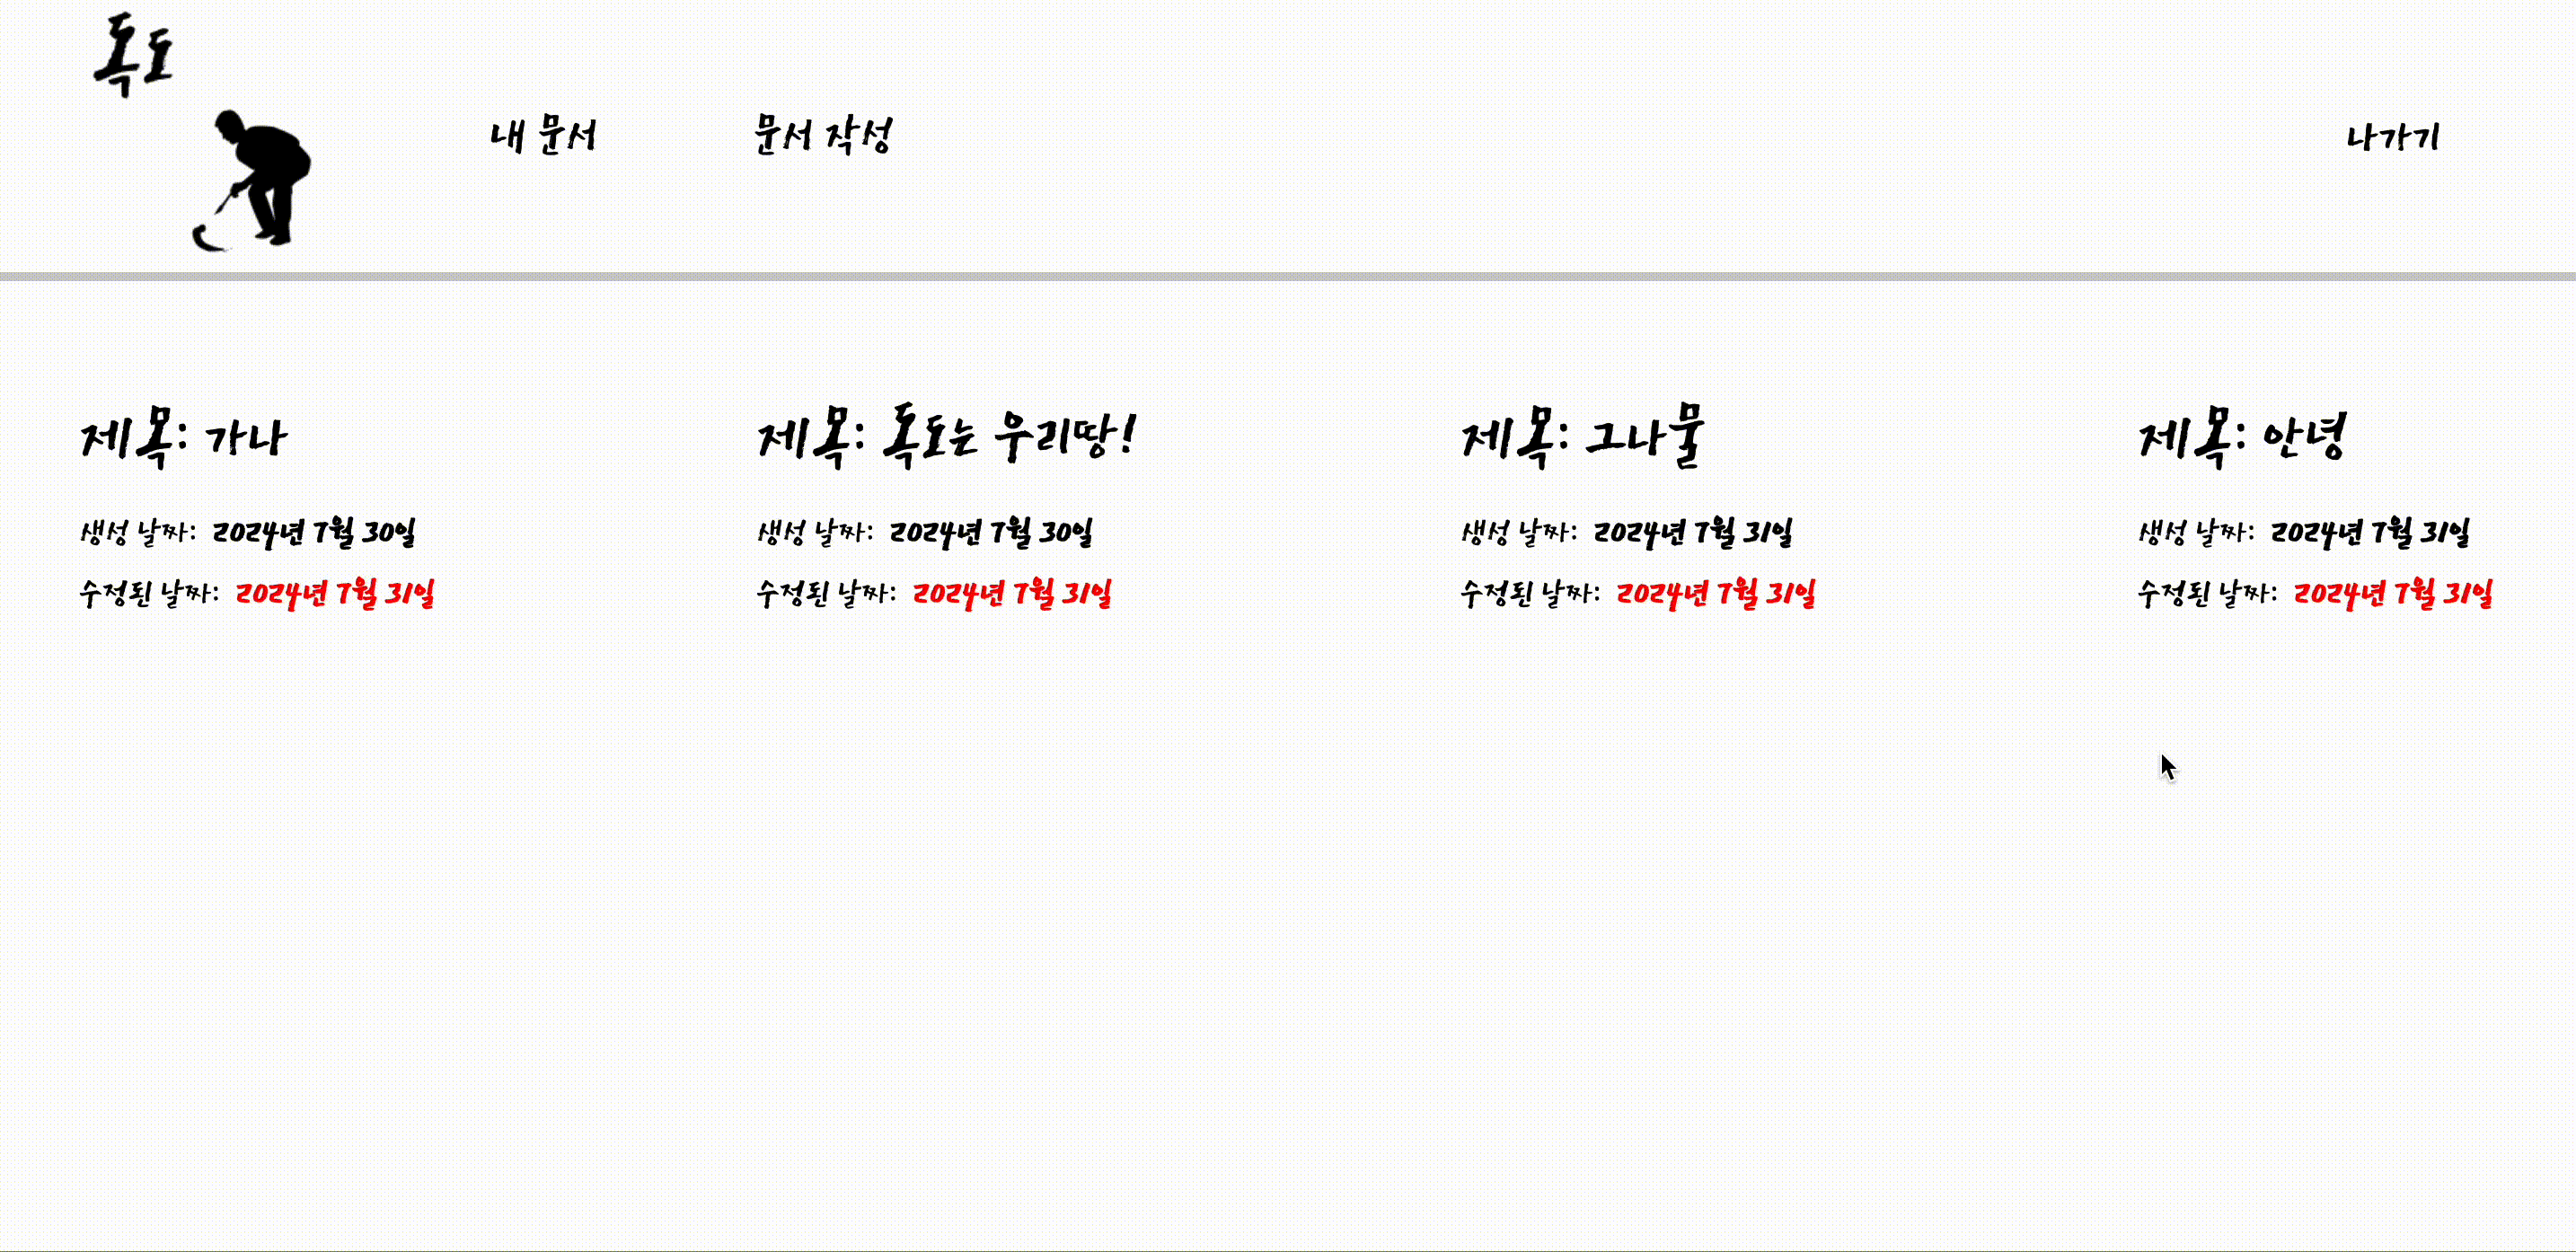 독도
내 문서
문서 작성
나가기
제목: 가나
생성 날짜: 2024년 7월 30일
수정된 날짜: 2024년 7월 31일
제목: 독도는 우리땅!
생성 날짜: 2024년 7월 30일
수정된 날짜: 2024년 7월 31일
제목: 그나물
생성 날짜: 2024년 7월 31일
수정된 날짜: 2024년 7월 31일
제목: 안녕
생성 날짜: 2024년 7월 31일
수정된 날짜: 2024년 7월 31일